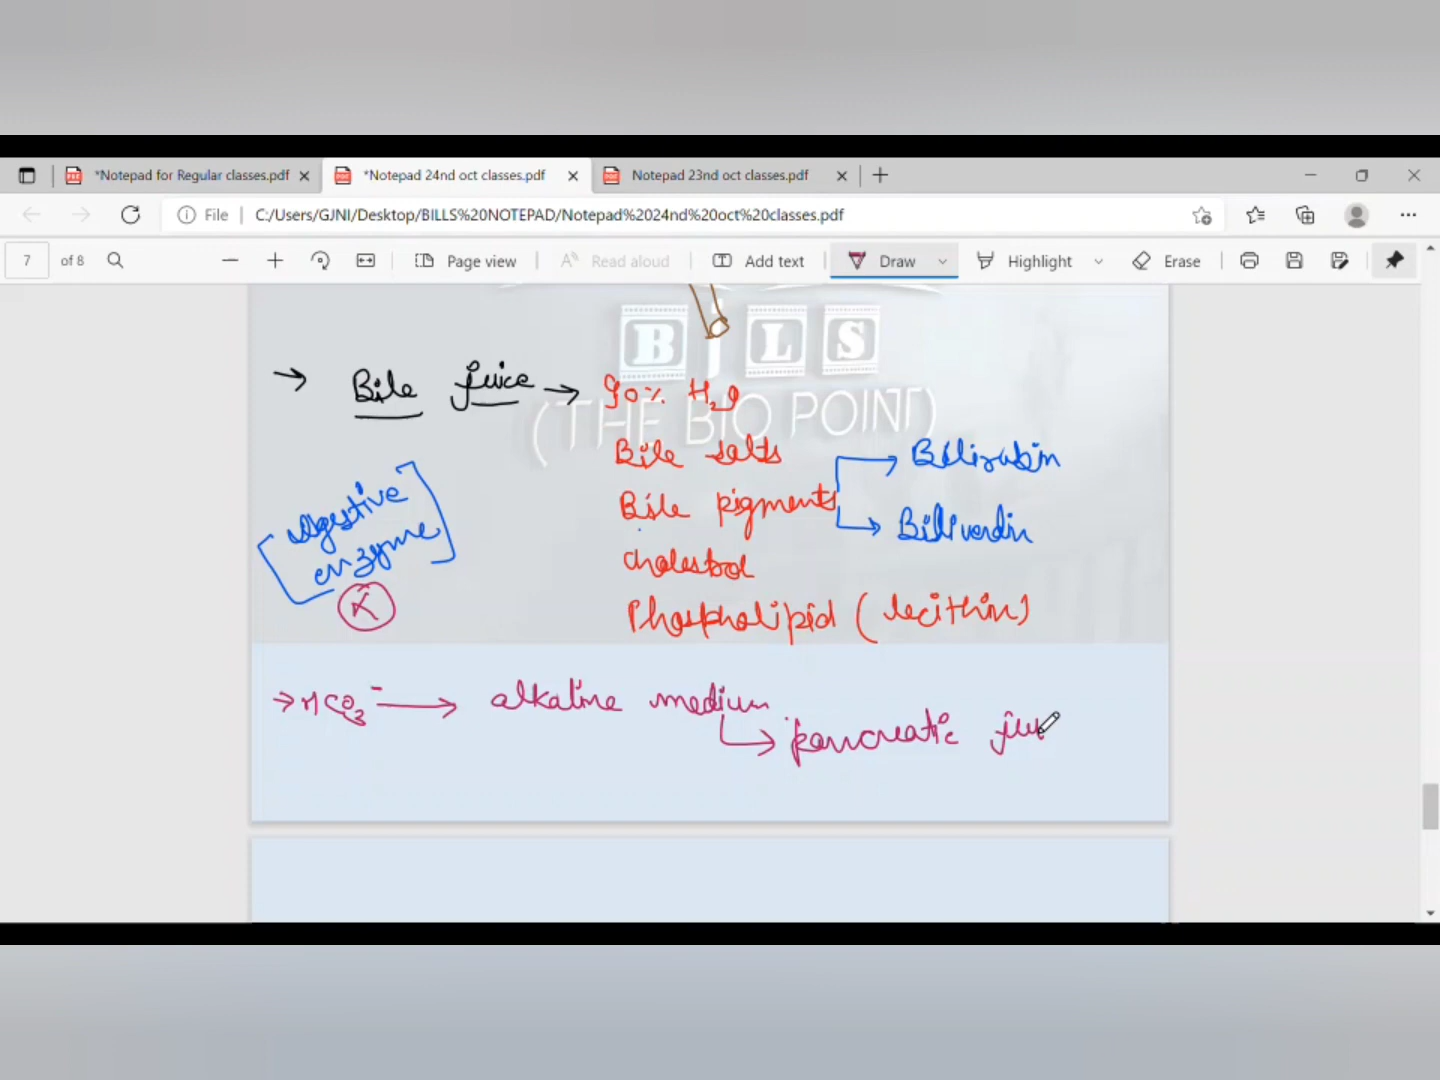 *Notepad for Regular classes.pdf
*Notepad 24nd oct classes.pdf
Notepad 23nd oct classes.pdf
File
C:/Users/GJNI/Desktop/BILLS%20NOTEPAD/Notepad%2024nd%20oct%20classes.pdf
7 of 8
Page view
Read aloud
Add text
Draw
Highlight
Erase
B I L S
(THE BIO POINT)
→ Bile juice → 90% H2O
Bile salts
Bile pigments
Bilirubin
Biliverdin
Cholestrol
Phospholipid (lecithin)
digestive
enzyme
X
→ HCO3- → alkaline medium
→ pancreatic